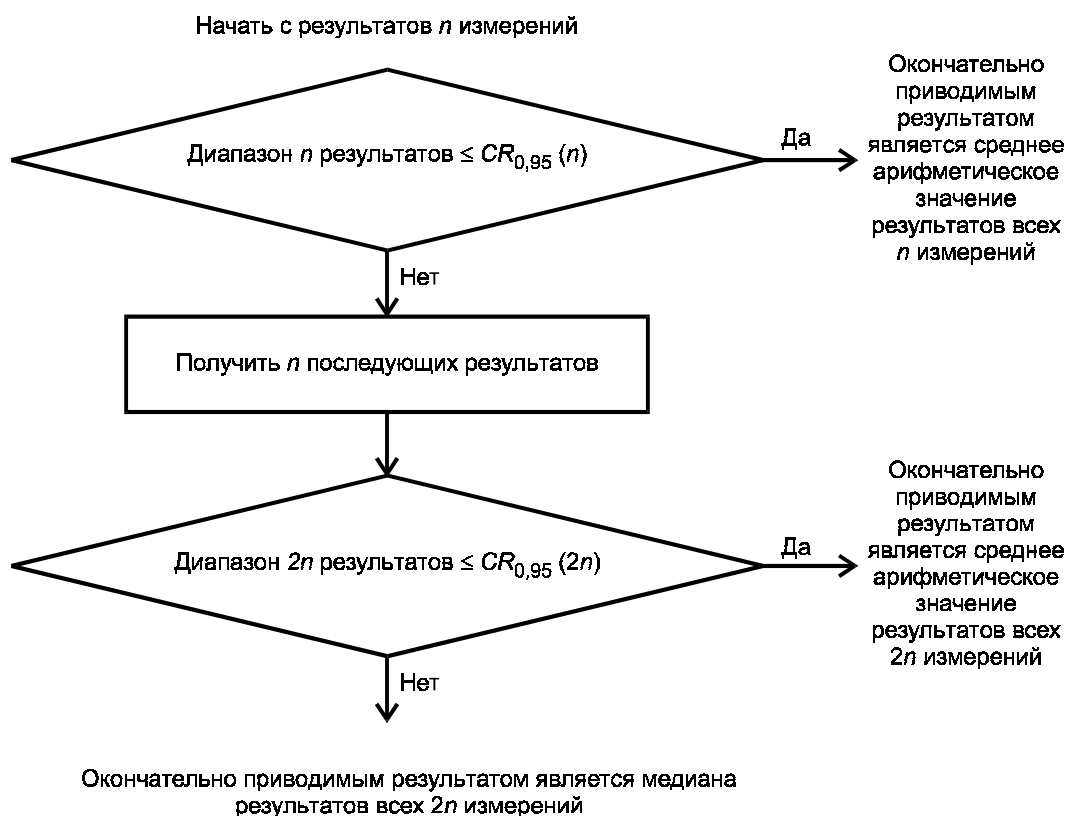 Начать с результатов n измерений
Диапазон n результатов ≤ CR0,95 (n)
Да
Окончательно
приводимым
результатом
является среднее
арифметическое
значение
результатов всех
n измерений
Нет
Получить n последующих результатов
Диапазон 2n результатов ≤ CR0,95 (2n)
Да
Окончательно
приводимым
результатом
является среднее
арифметическое
значение
результатов всех
2n измерений
Нет
Окончательно приводимым результатом является медиана
результатов всех 2n измерений